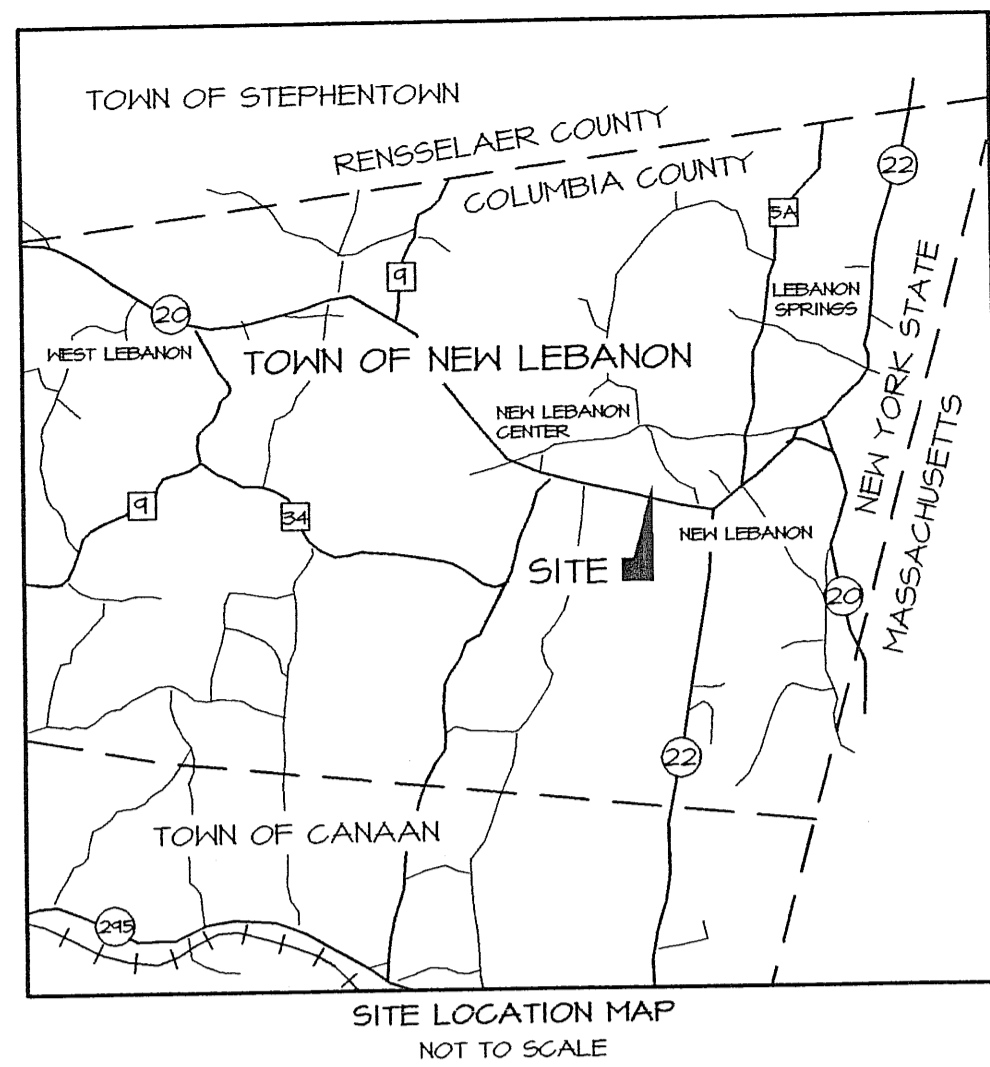 TOWN OF STEPHENTOWN
RENSSELAER COUNTY
COLUMBIA COUNTY
22
5A
9
LEBANON
SPRINGS
20
WEST LEBANON
TOWN OF NEW LEBANON
NEW YORK STATE
MASSACHUSETTS
NEW LEBANON
CENTER
9
34
NEW LEBANON
SITE
20
22
TOWN OF CANAAN
295
SITE LOCATION MAP
NOT TO SCALE